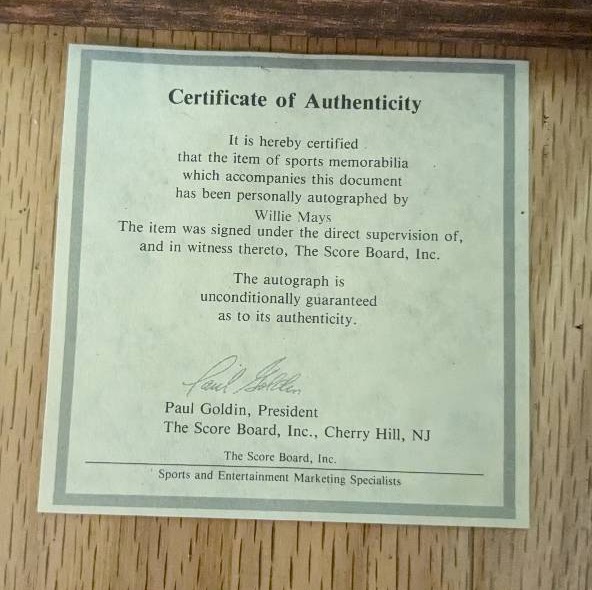 Certificate of Authenticity
It is hereby certified
that the item of sports memorabilia
which accompanies this document
has been personally autographed by
Willie Mays
The item was signed under the direct supervision of,
and in witness thereto, The Score Board, Inc.
The autograph is
unconditionally guaranteed
as to its authenticity.
Paul Goldin
Paul Goldin, President
The Score Board, Inc., Cherry Hill, NJ
The Score Board, Inc.
Sports and Entertainment Marketing Specialists